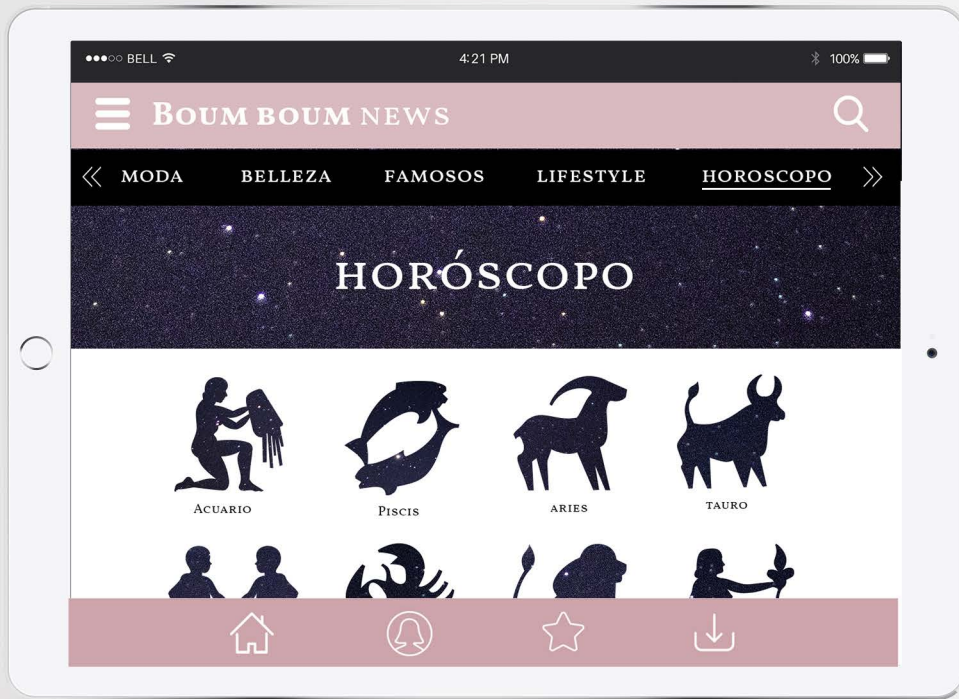 BELL 4:21 PM 100%
BOUM BOUM NEWS
MODA BELLEZA FAMOSOS LIFESTYLE HOROSCOPO
HORÓSCOPO
ACUARIO PISCIS ARIES TAURO